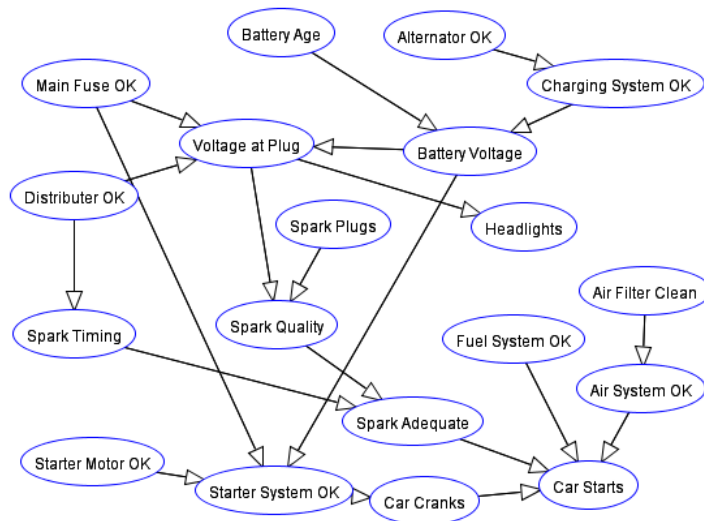 Battery Age
Alternator OK
Main Fuse OK
Charging System OK
Voltage at Plug
Battery Voltage
Distributer OK
Spark Plugs
Headlights
Air Filter Clean
Spark Timing
Spark Quality
Fuel System OK
Air System OK
Spark Adequate
Starter Motor OK
Starter System OK
Car Cranks
Car Starts